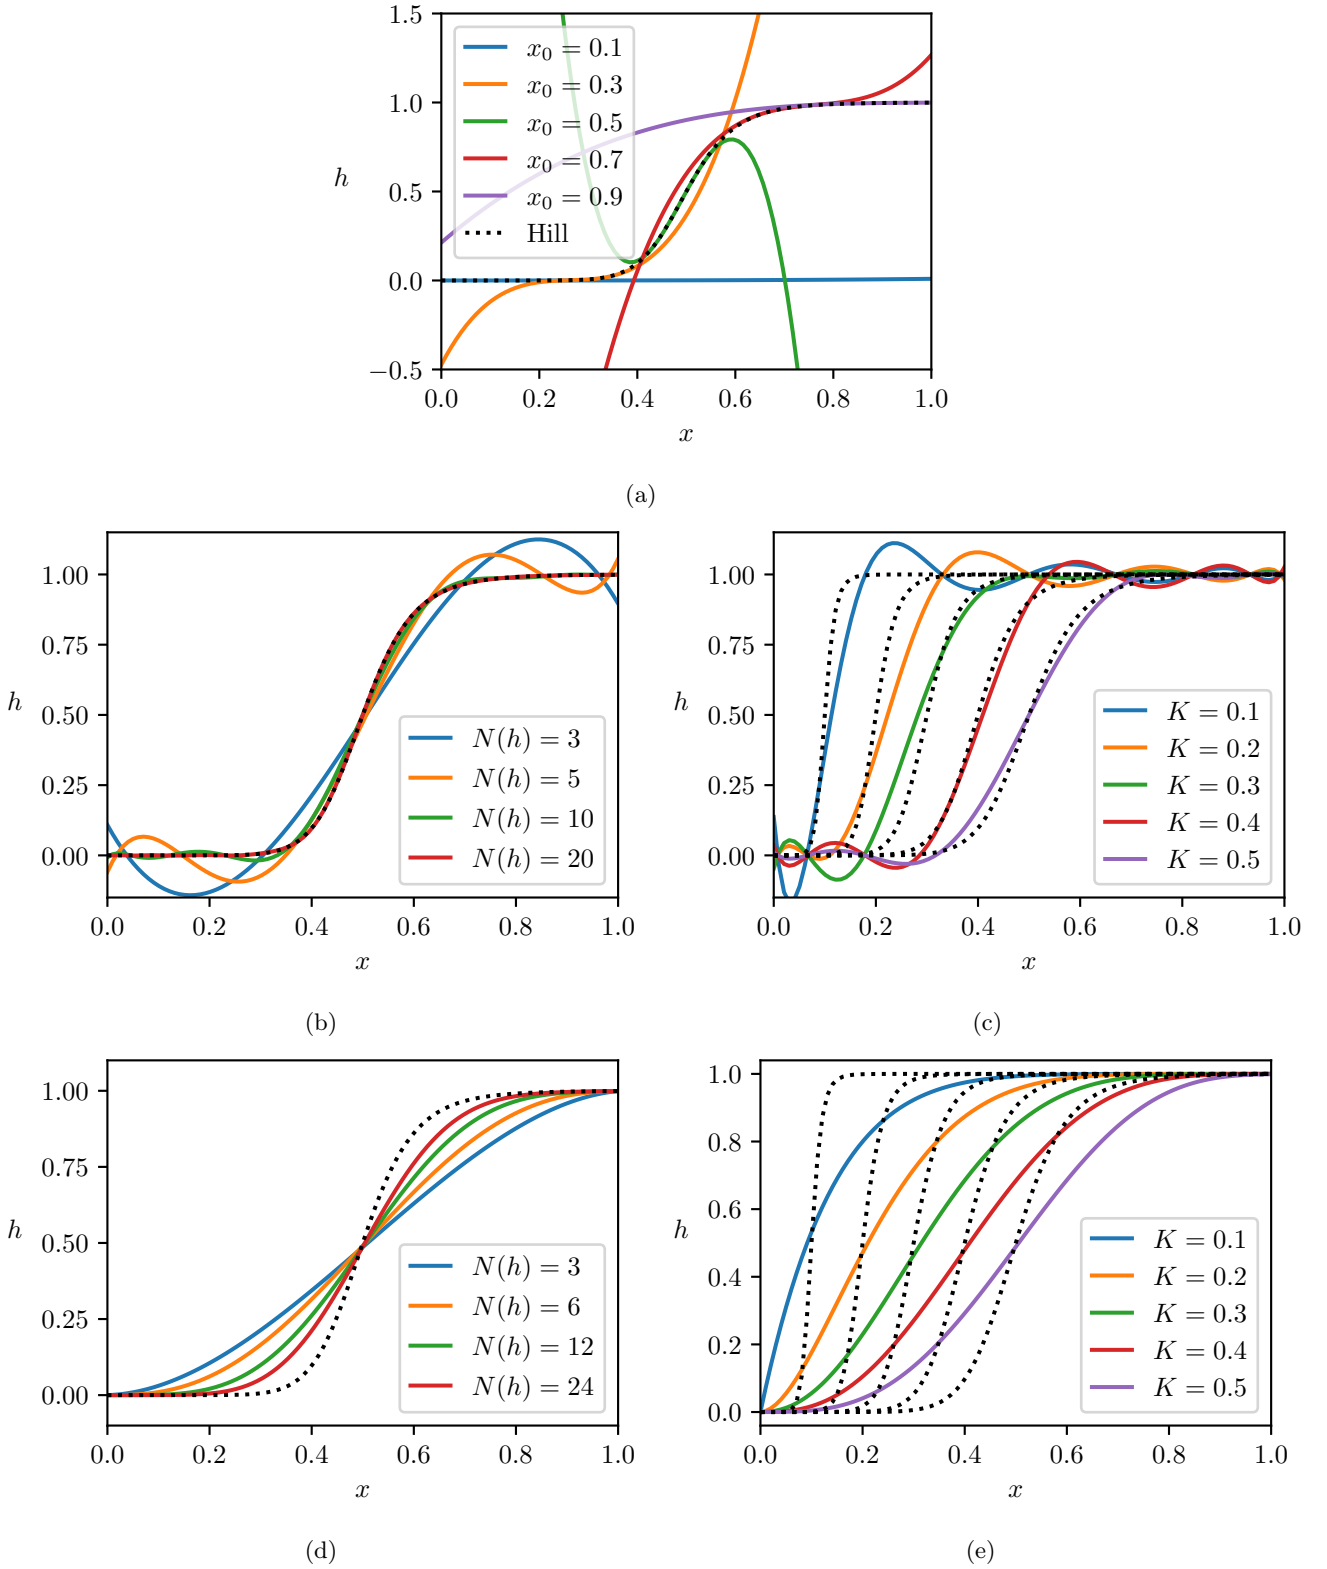 1.5
1.0
h 0.5
0.0
−0.5
x₀ = 0.1
x₀ = 0.3
x₀ = 0.5
x₀ = 0.7
x₀ = 0.9
Hill
0.0 0.2 0.4 0.6 0.8 1.0
x
(a)
1.00
0.75
h 0.50
0.25
0.00
N(h) = 3
N(h) = 5
N(h) = 10
N(h) = 20
0.0 0.2 0.4 0.6 0.8 1.0
x
(b)
1.00
0.75
h 0.50
0.25
0.00
K = 0.1
K = 0.2
K = 0.3
K = 0.4
K = 0.5
0.0 0.2 0.4 0.6 0.8 1.0
x
(c)
1.00
0.75
h 0.50
0.25
0.00
N(h) = 3
N(h) = 6
N(h) = 12
N(h) = 24
0.0 0.2 0.4 0.6 0.8 1.0
x
(d)
1.0
0.8
h 0.6
0.4
0.2
0.0
K = 0.1
K = 0.2
K = 0.3
K = 0.4
K = 0.5
0.0 0.2 0.4 0.6 0.8 1.0
x
(e)